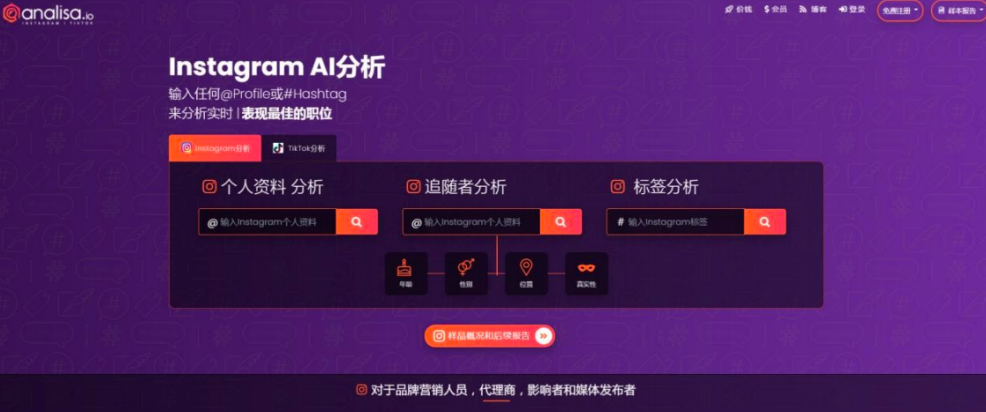 analisa.io
INSTAGRAM | TIKTOK
价钱 $会员 博客 登录 免费注册 样本报告
Instagram AI分析
输入任何@Profile或#Hashtag
来分析实时 | 表现最佳的职位
Instagram分析 TikTok分析
个人资料 分析 追随者分析 标签分析
@ 输入Instagram个人资料 @ 输入Instagram个人资料 # 输入Instagram标签
年龄 性别 位置 真实性
样品概况和后续报告
对于品牌营销人员，代理商，影响者和媒体发布者